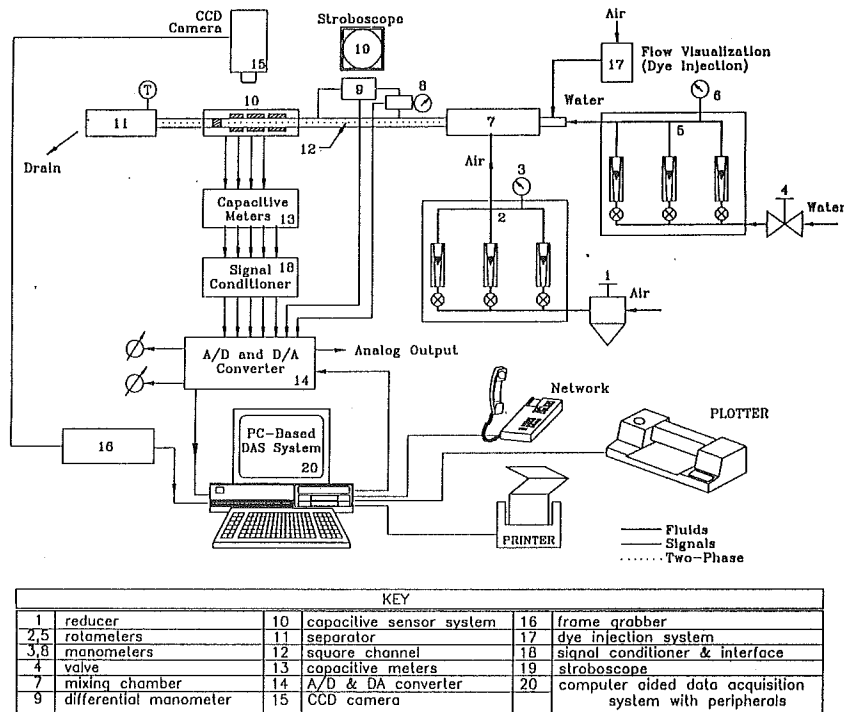 CCD
Camera
15
Stroboscope
19
Air
17
Flow Visualization
(Dye Injection)
T
10
9
8
6
11
12
7
Water
5
Drain
Air
3
4
Water
Capacitive
Meters 13
2
Signal 18
Conditioner
1
Air
A/D and D/A
Converter
14
Analog Output
Network
PLOTTER
16
PC-Based
DAS System
20
PRINTER
Fluids
Signals
Two-Phase
KEY
1 reducer 10 capacitive sensor system 16 frame grabber
2,5 rotameters 11 separator 17 dye injection system
3,8 manometers 12 square channel 18 signal conditioner & interface
4 valve 13 capacitive meters 19 stroboscope
7 mixing chamber 14 A/D & DA converter 20 computer aided data acquisition
9 differential manometer 15 CCD camera system with peripherals